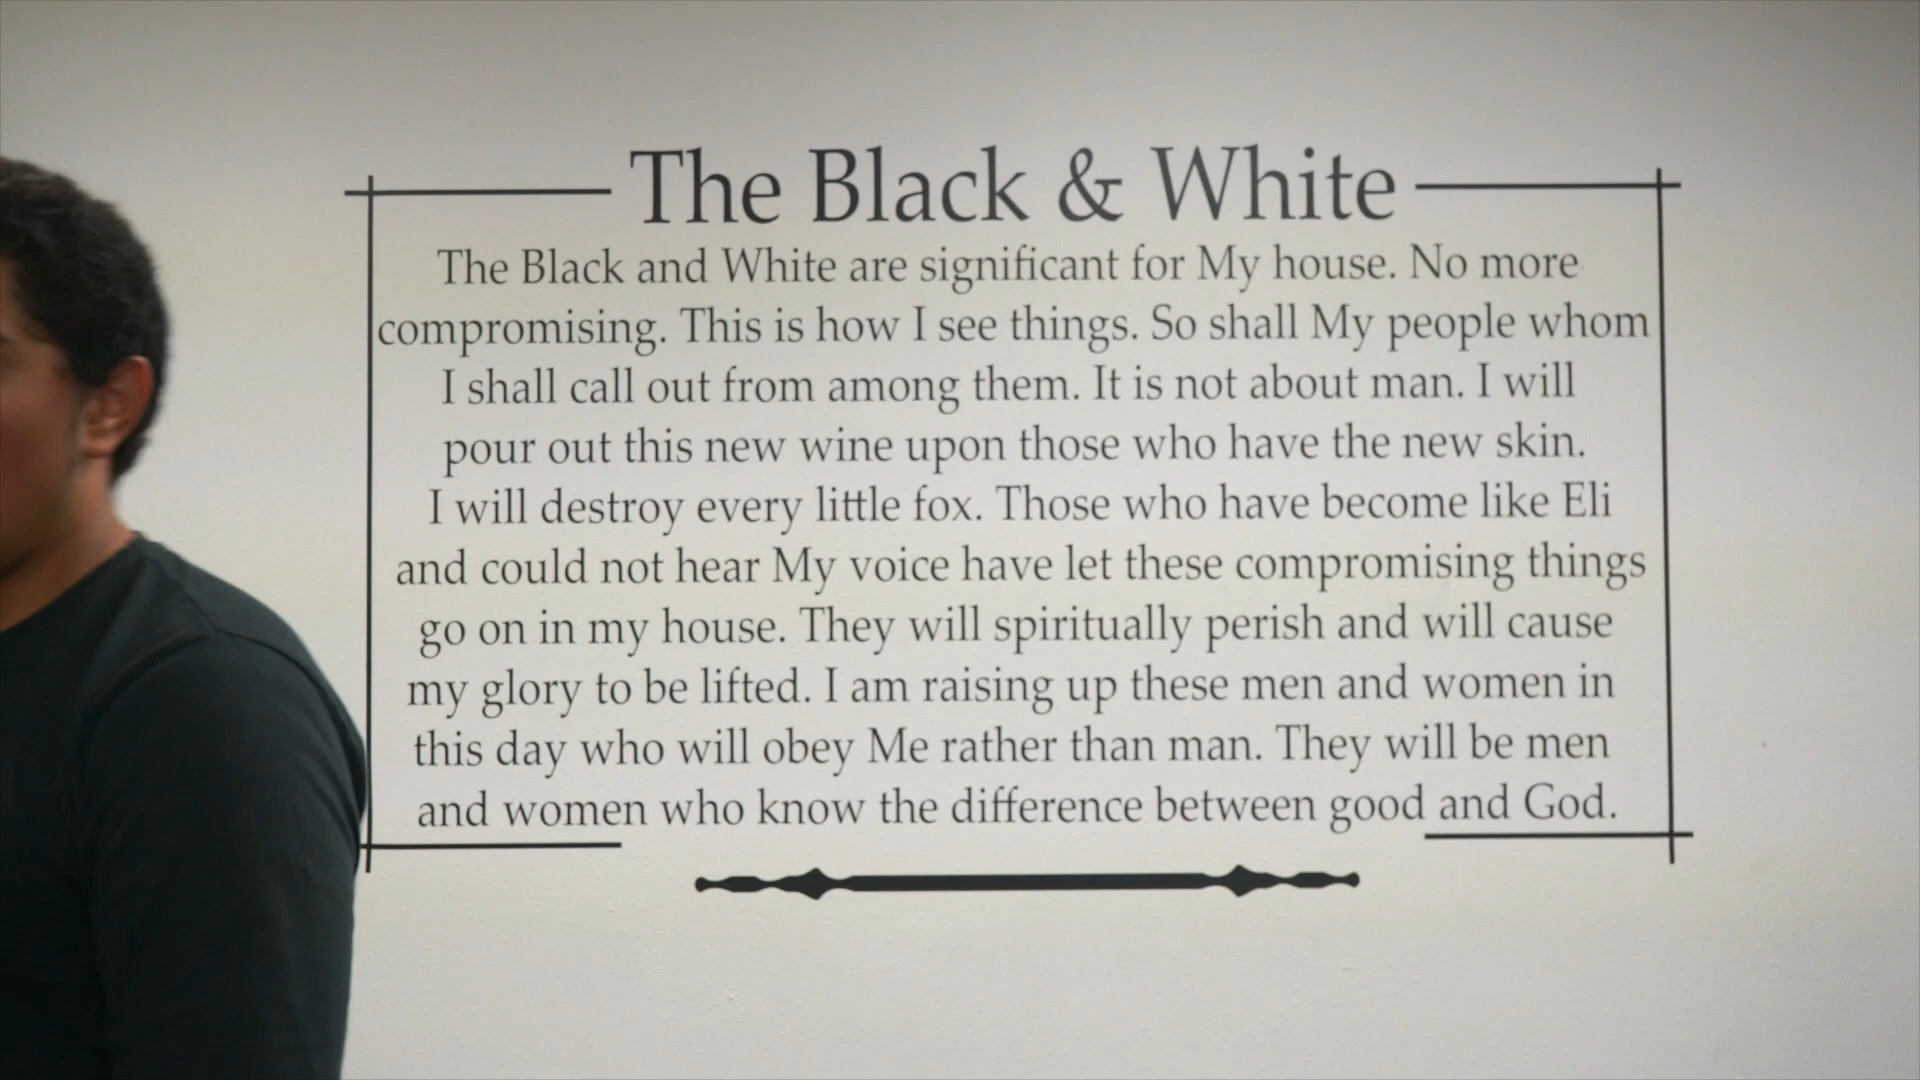 The Black & White
The Black and White are significant for My house. No more
compromising. This is how I see things. So shall My people whom
I shall call out from among them. It is not about man. I will
pour out this new wine upon those who have the new skin.
I will destroy every little fox. Those who have become like Eli
and could not hear My voice have let these compromising things
go on in my house. They will spiritually perish and will cause
my glory to be lifted. I am raising up these men and women in
this day who will obey Me rather than man. They will be men
and women who know the difference between good and God.